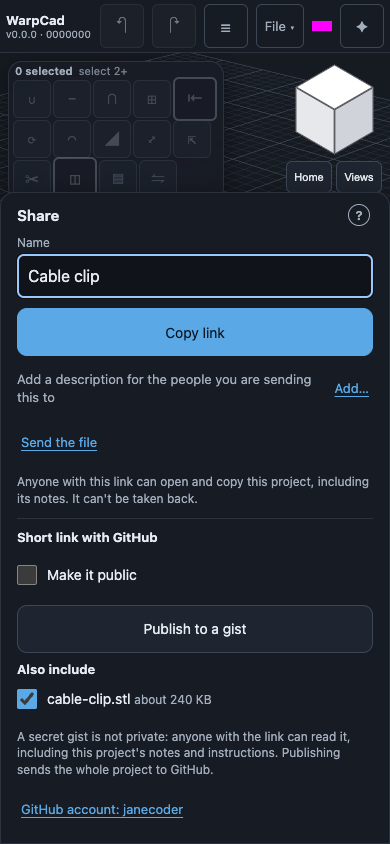 WarpCad
v0.0.0 · 0000000
File
0 selected select 2+
Home
Views
Share
?
Name
Cable clip
Copy link
Add a description for the people you are sending
this to
Add...
Send the file
Anyone with this link can open and copy this project, including
its notes. It can't be taken back.
Short link with GitHub
Make it public
Publish to a gist
Also include
cable-clip.stl about 240 KB
A secret gist is not private: anyone with the link can read it,
including this project's notes and instructions. Publishing
sends the whole project to GitHub.
GitHub account: janecoder